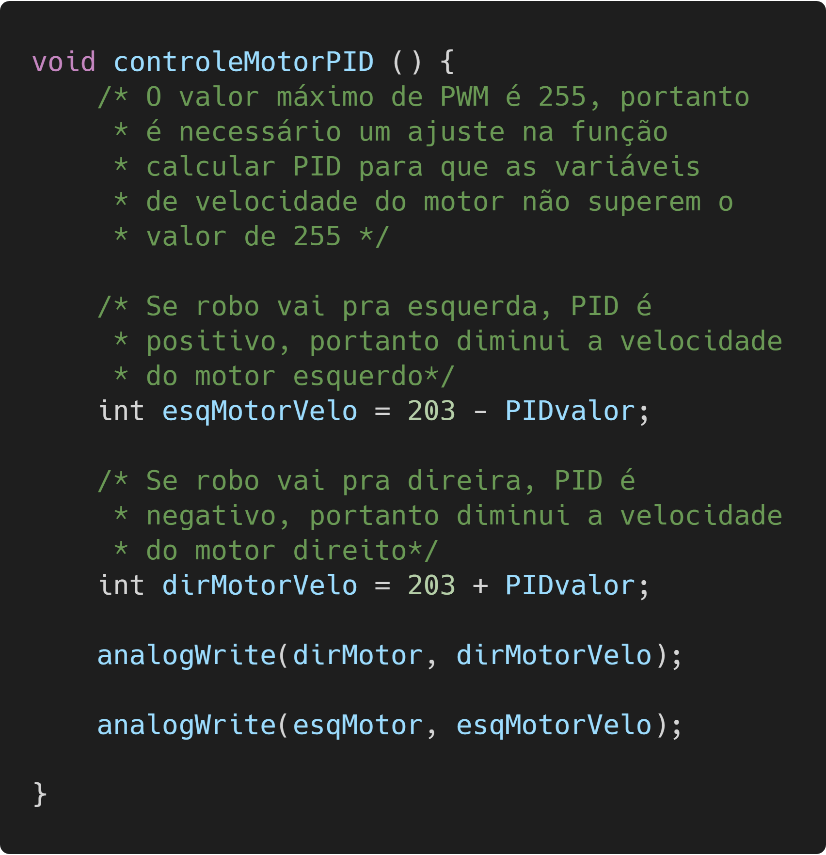 void controleMotorPID () {
    /* O valor máximo de PWM é 255, portanto
     * é necessário um ajuste na função
     * calcular PID para que as variáveis
     * de velocidade do motor não superem o
     * valor de 255 */

    /* Se robo vai pra esquerda, PID é
     * positivo, portanto diminui a velocidade
     * do motor esquerdo*/
    int esqMotorVelo = 203 - PIDvalor;

    /* Se robo vai pra direira, PID é
     * negativo, portanto diminui a velocidade
     * do motor direito*/
    int dirMotorVelo = 203 + PIDvalor;

    analogWrite(dirMotor, dirMotorVelo);

    analogWrite(esqMotor, esqMotorVelo);

}